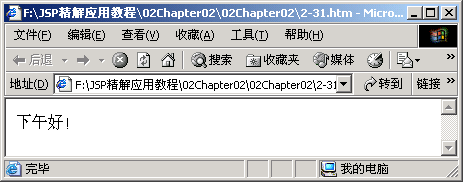 F:\JSP精解应用教程\02Chapter02\02Chapter02\2-31.htm - Micro...
文件(F) 编辑(E) 查看(V) 收藏(A) 工具(T) 帮助(H)
后退 搜索 收藏夹 媒体
地址(D) F:\JSP精解应用教程\02Chapter02\02Chapter02\2-31 转到 链接
下午好!
完毕 我的电脑